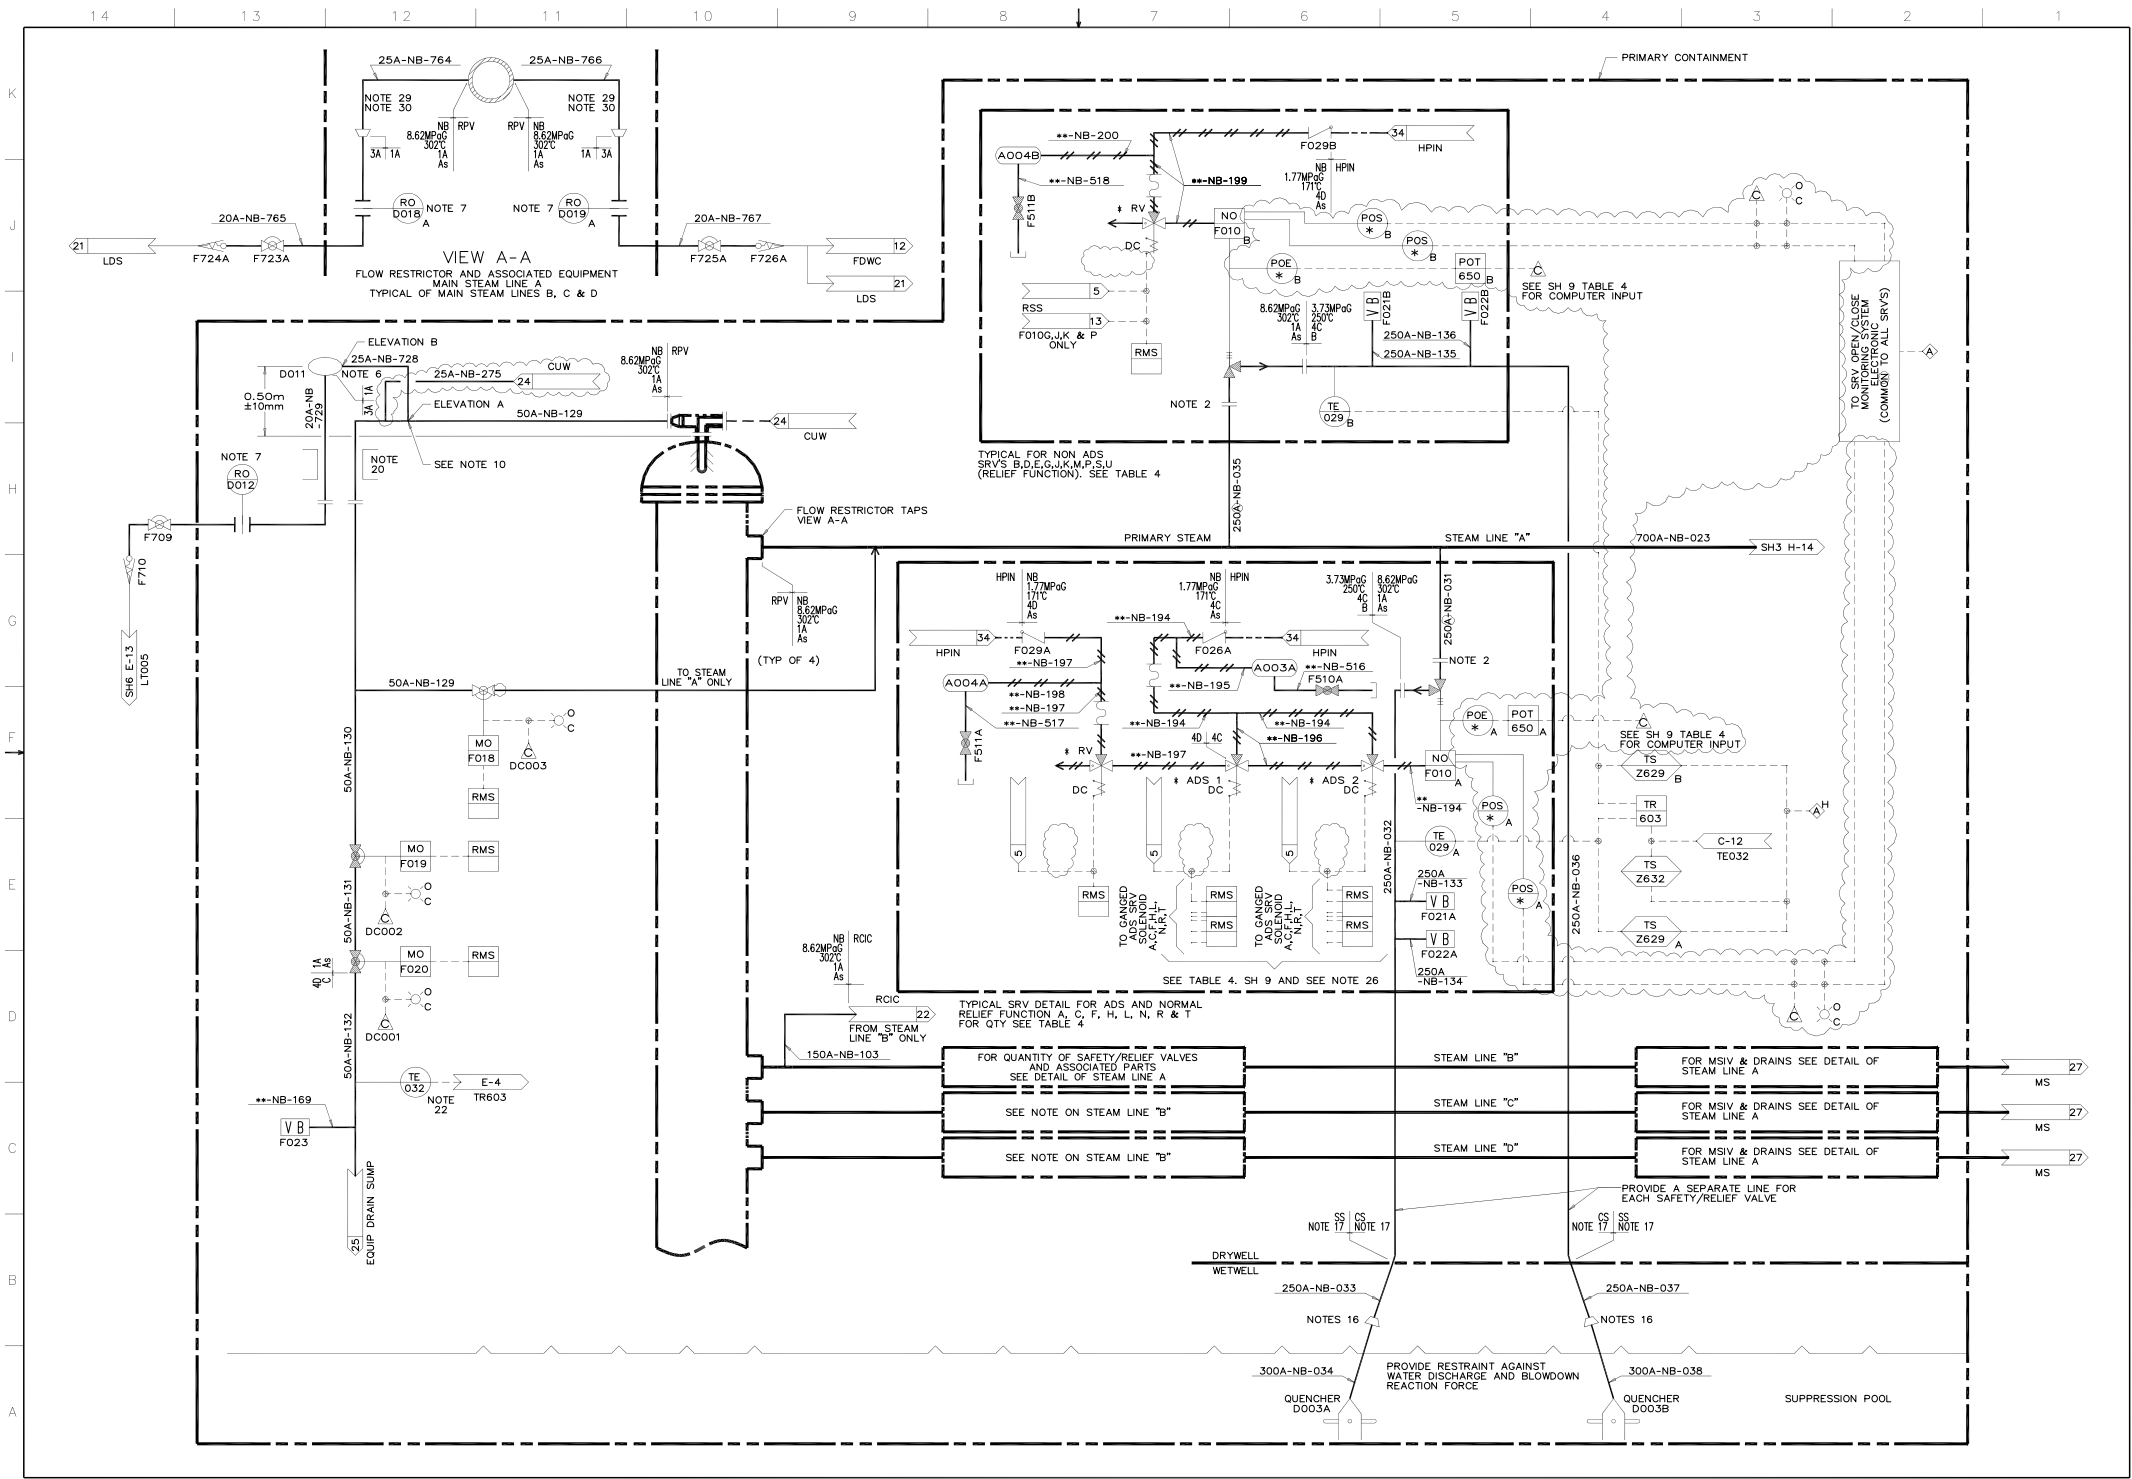 14 13 12 11 10 9 8 7 6 5 4 3 2 1
K
J
I
H
G
F
E
D
C
B
A
25A-NB-764
25A-NB-766
NOTE 29
NOTE 30
NOTE 29
NOTE 30
NB RPV
8.62MPaG
302℃
1A
As
RPV NB
8.62MPaG
302℃
1A
As
3A 1A
1A 3A
RO
D018
A
NOTE 7
NOTE 7
RO
D019
A
20A-NB-765
20A-NB-767
21
LDS
F724A
F723A
F725A
F726A
12
FDWC
21
LDS
VIEW A-A
FLOW RESTRICTOR AND ASSOCIATED EQUIPMENT
MAIN STEAM LINE A
TYPICAL OF MAIN STEAM LINES B, C & D
PRIMARY CONTAINMENT
A004B
**-NB-200
**-NB-518
F511B
F029B
34
HPIN
NB HPIN
1.77MPaG
171℃
4D
As
**-NB-199
* RV
DC
NO
F010
B
POS
*
B
POS
*
B
POE
*
B
POT
650
B
C
SEE SH 9 TABLE 4
FOR COMPUTER INPUT
C
O
C
5
RSS
13
F010G,J,K & P
ONLY
RMS
8.62MPaG
302℃
1A
As
3.73MPaG
250℃
4C
B
V B
F021B
V B
F022B
250A-NB-136
250A-NB-135
NOTE 2
TE
029
B
TO SRV OPEN/CLOSE
MONITORING SYSTEM
ELECTRONIC
(COMMON TO ALL SRV'S)
A
TYPICAL FOR NON ADS
SRV'S B,D,E,G,J,K,M,P,S,U
(RELIEF FUNCTION). SEE TABLE 4
250A-NB-035
ELEVATION B
D011
25A-NB-728
NOTE 6
25A-NB-275
24
CUW
3A 1A
ELEVATION A
0.50m
±10mm
20A-NB
-729
50A-NB-129
NB RPV
8.62MPaG
302℃
1A
As
24
CUW
NOTE 7
RO
D012
NOTE
20
SEE NOTE 10
F709
F710
SH6 E-13
LT005
FLOW RESTRICTOR TAPS
VIEW A-A
PRIMARY STEAM
STEAM LINE "A"
700A-NB-023
SH3 H-14
RPV NB
8.62MPaG
302℃
1A
As
(TYP OF 4)
TO STEAM
LINE "A" ONLY
50A-NB-129
50A-NB-130
MO
F018
RMS
C
DC003
O
C
MO
F019
RMS
C
DC002
O
C
50A-NB-131
4D 1A
C As
MO
F020
RMS
C
DC001
O
C
50A-NB-132
TE
032
NOTE
22
E-4
TR603
**-NB-169
V B
F023
25
EQUIP DRAIN SUMP
HPIN NB
1.77MPaG
171℃
4D
As
34
HPIN
F029A
**-NB-197
A004A
**-NB-198
**-NB-197
**-NB-517
F511A
NB HPIN
1.77MPaG
171℃
4C
As
**-NB-194
F026A
34
HPIN
A003A
**-NB-516
**-NB-195
F510A
3.73MPaG
250℃
4C
B
8.62MPaG
302℃
1A
As
250A-NB-031
NOTE 2
**-NB-194
**-NB-194
4D 4C
**-NB-196
* RV
**-NB-197
DC
* ADS 1
DC
* ADS 2
DC
**
-NB-194
NO
F010
A
POE
*
A
POT
650
A
C
SEE SH 9 TABLE 4
FOR COMPUTER INPUT
POS
*
A
POS
*
A
TE
029
A
250A-NB-032
250A
-NB-133
V B
F021A
V B
F022A
250A
-NB-134
5
5
5
RMS
TO GANGED
ADS SRV
SOLENOID
A,C,F,H,L,
N,R,T
RMS
RMS
TO GANGED
ADS SRV
SOLENOID
A,C,F,H,L,
N,R,T
RMS
RMS
SEE TABLE 4. SH 9 AND SEE NOTE 26
TYPICAL SRV DETAIL FOR ADS AND NORMAL
RELIEF FUNCTION A, C, F, H, L, N, R & T
FOR QTY SEE TABLE 4
TS
Z629
B
TR
603
A
H
C-12
TE032
TS
Z632
TS
Z629
A
250A-NB-036
C
O
C
NB RCIC
8.62MPaG
302℃
1A
As
RCIC
22
FROM STEAM
LINE "B" ONLY
150A-NB-103
FOR QUANTITY OF SAFETY/RELIEF VALVES
AND ASSOCIATED PARTS
SEE DETAIL OF STEAM LINE A
STEAM LINE "B"
FOR MSIV & DRAINS SEE DETAIL OF
STEAM LINE A
27
MS
SEE NOTE ON STEAM LINE "B"
STEAM LINE "C"
FOR MSIV & DRAINS SEE DETAIL OF
STEAM LINE A
27
MS
SEE NOTE ON STEAM LINE "B"
STEAM LINE "D"
FOR MSIV & DRAINS SEE DETAIL OF
STEAM LINE A
27
MS
PROVIDE A SEPARATE LINE FOR
EACH SAFETY/RELIEF VALVE
SS CS
NOTE 17 NOTE 17
CS SS
NOTE 17 NOTE 17
DRYWELL
WETWELL
250A-NB-033
250A-NB-037
NOTES 16
NOTES 16
300A-NB-034
PROVIDE RESTRAINT AGAINST
WATER DISCHARGE AND BLOWDOWN
REACTION FORCE
300A-NB-038
QUENCHER
D003A
QUENCHER
D003B
SUPPRESSION POOL